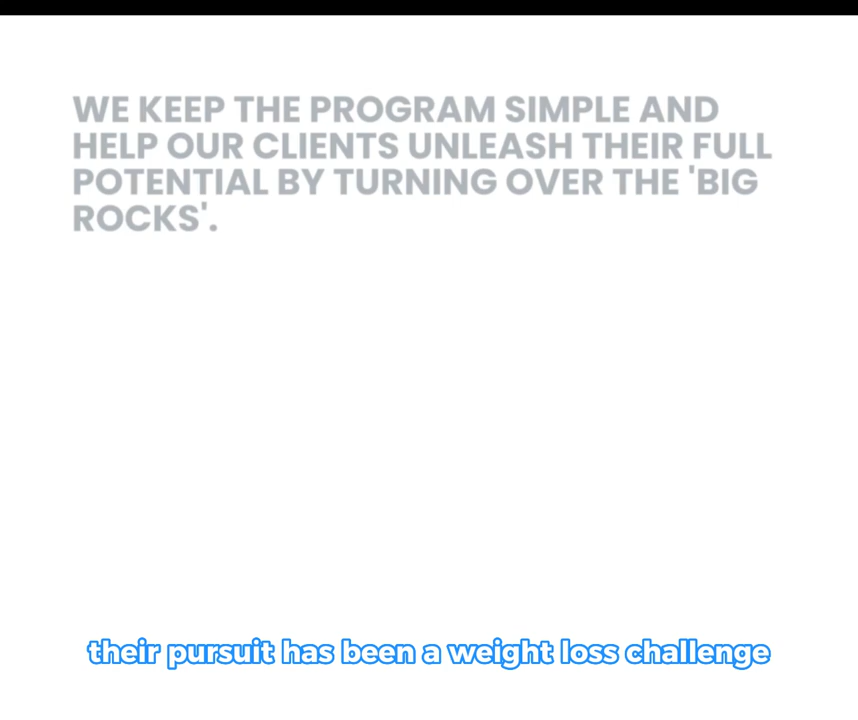 WE KEEP THE PROGRAM SIMPLE AND
HELP OUR CLIENTS UNLEASH THEIR FULL
POTENTIAL BY TURNING OVER THE 'BIG
ROCKS'.
their pursuit has been a weight loss challenge